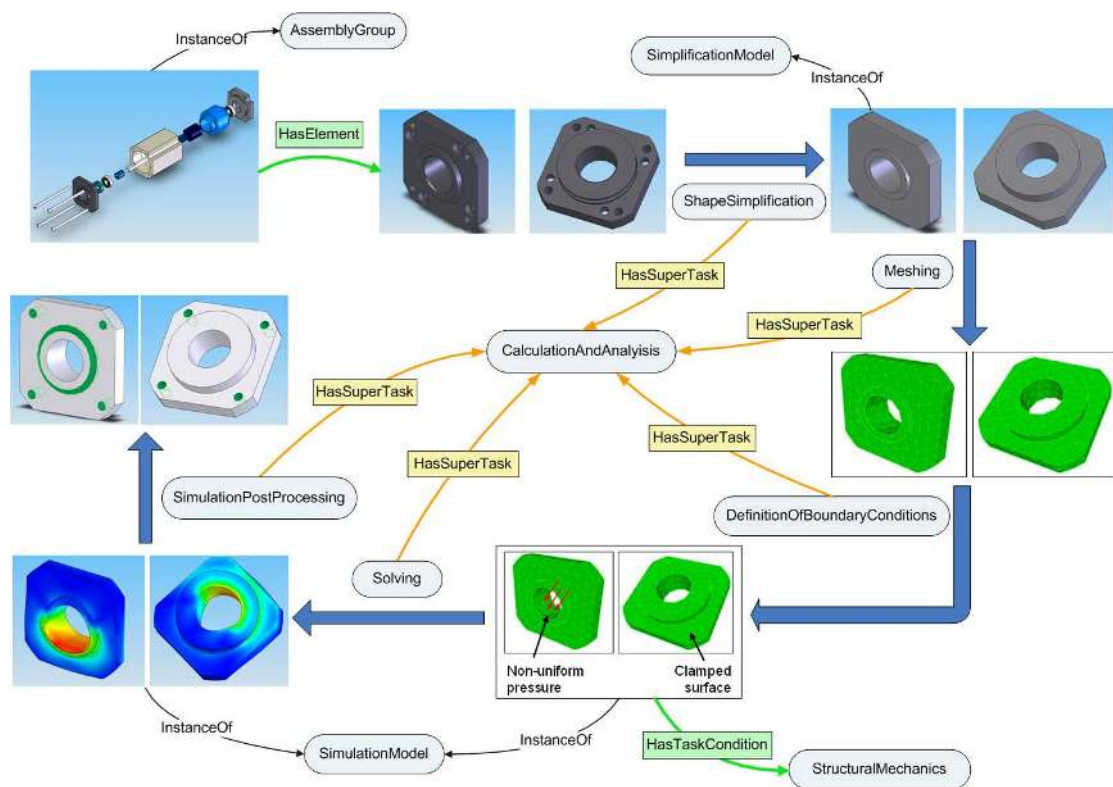 InstanceOf
AssemblyGroup
SimplificationModel
InstanceOf
HasElement
ShapeSimplification
HasSuperTask
Meshing
HasSuperTask
CalculationAndAnalyisis
HasSuperTask
HasSuperTask
HasSuperTask
SimulationPostProcessing
DefinitionOfBoundaryConditions
Solving
Non-uniform
pressure
Clamped
surface
InstanceOf
InstanceOf
SimulationModel
HasTaskCondition
StructuralMechanics